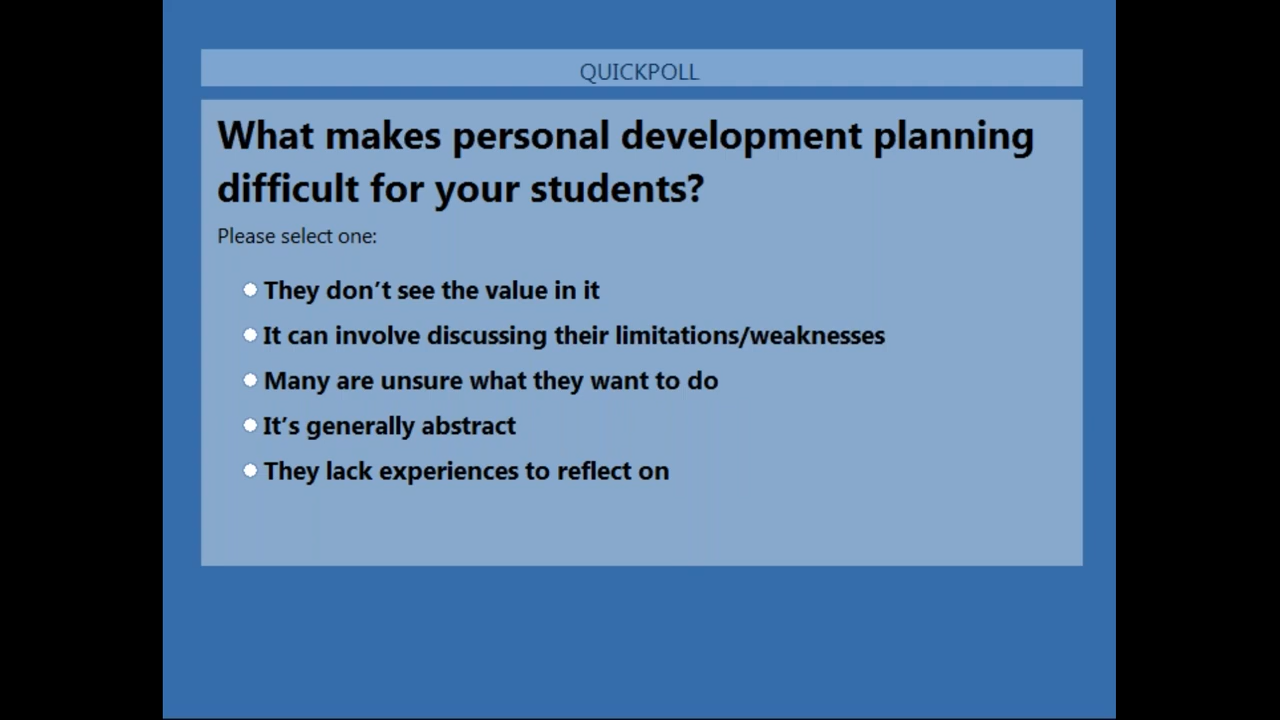 QUICKPOLL
What makes personal development planning
difficult for your students?
Please select one:
They don’t see the value in it
It can involve discussing their limitations/weaknesses
Many are unsure what they want to do
It’s generally abstract
They lack experiences to reflect on